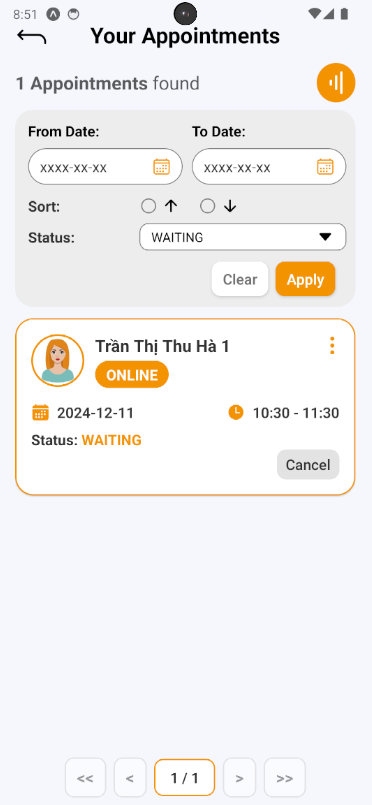 8:51
Your Appointments
1 Appointments found
From Date: To Date:
xxxx-xx-xx xxxx-xx-xx
Sort:
Status: WAITING
Clear Apply
Trần Thị Thu Hà 1
ONLINE
2024-12-11 10:30 - 11:30
Status: WAITING
Cancel
<< < 1 / 1 > >>